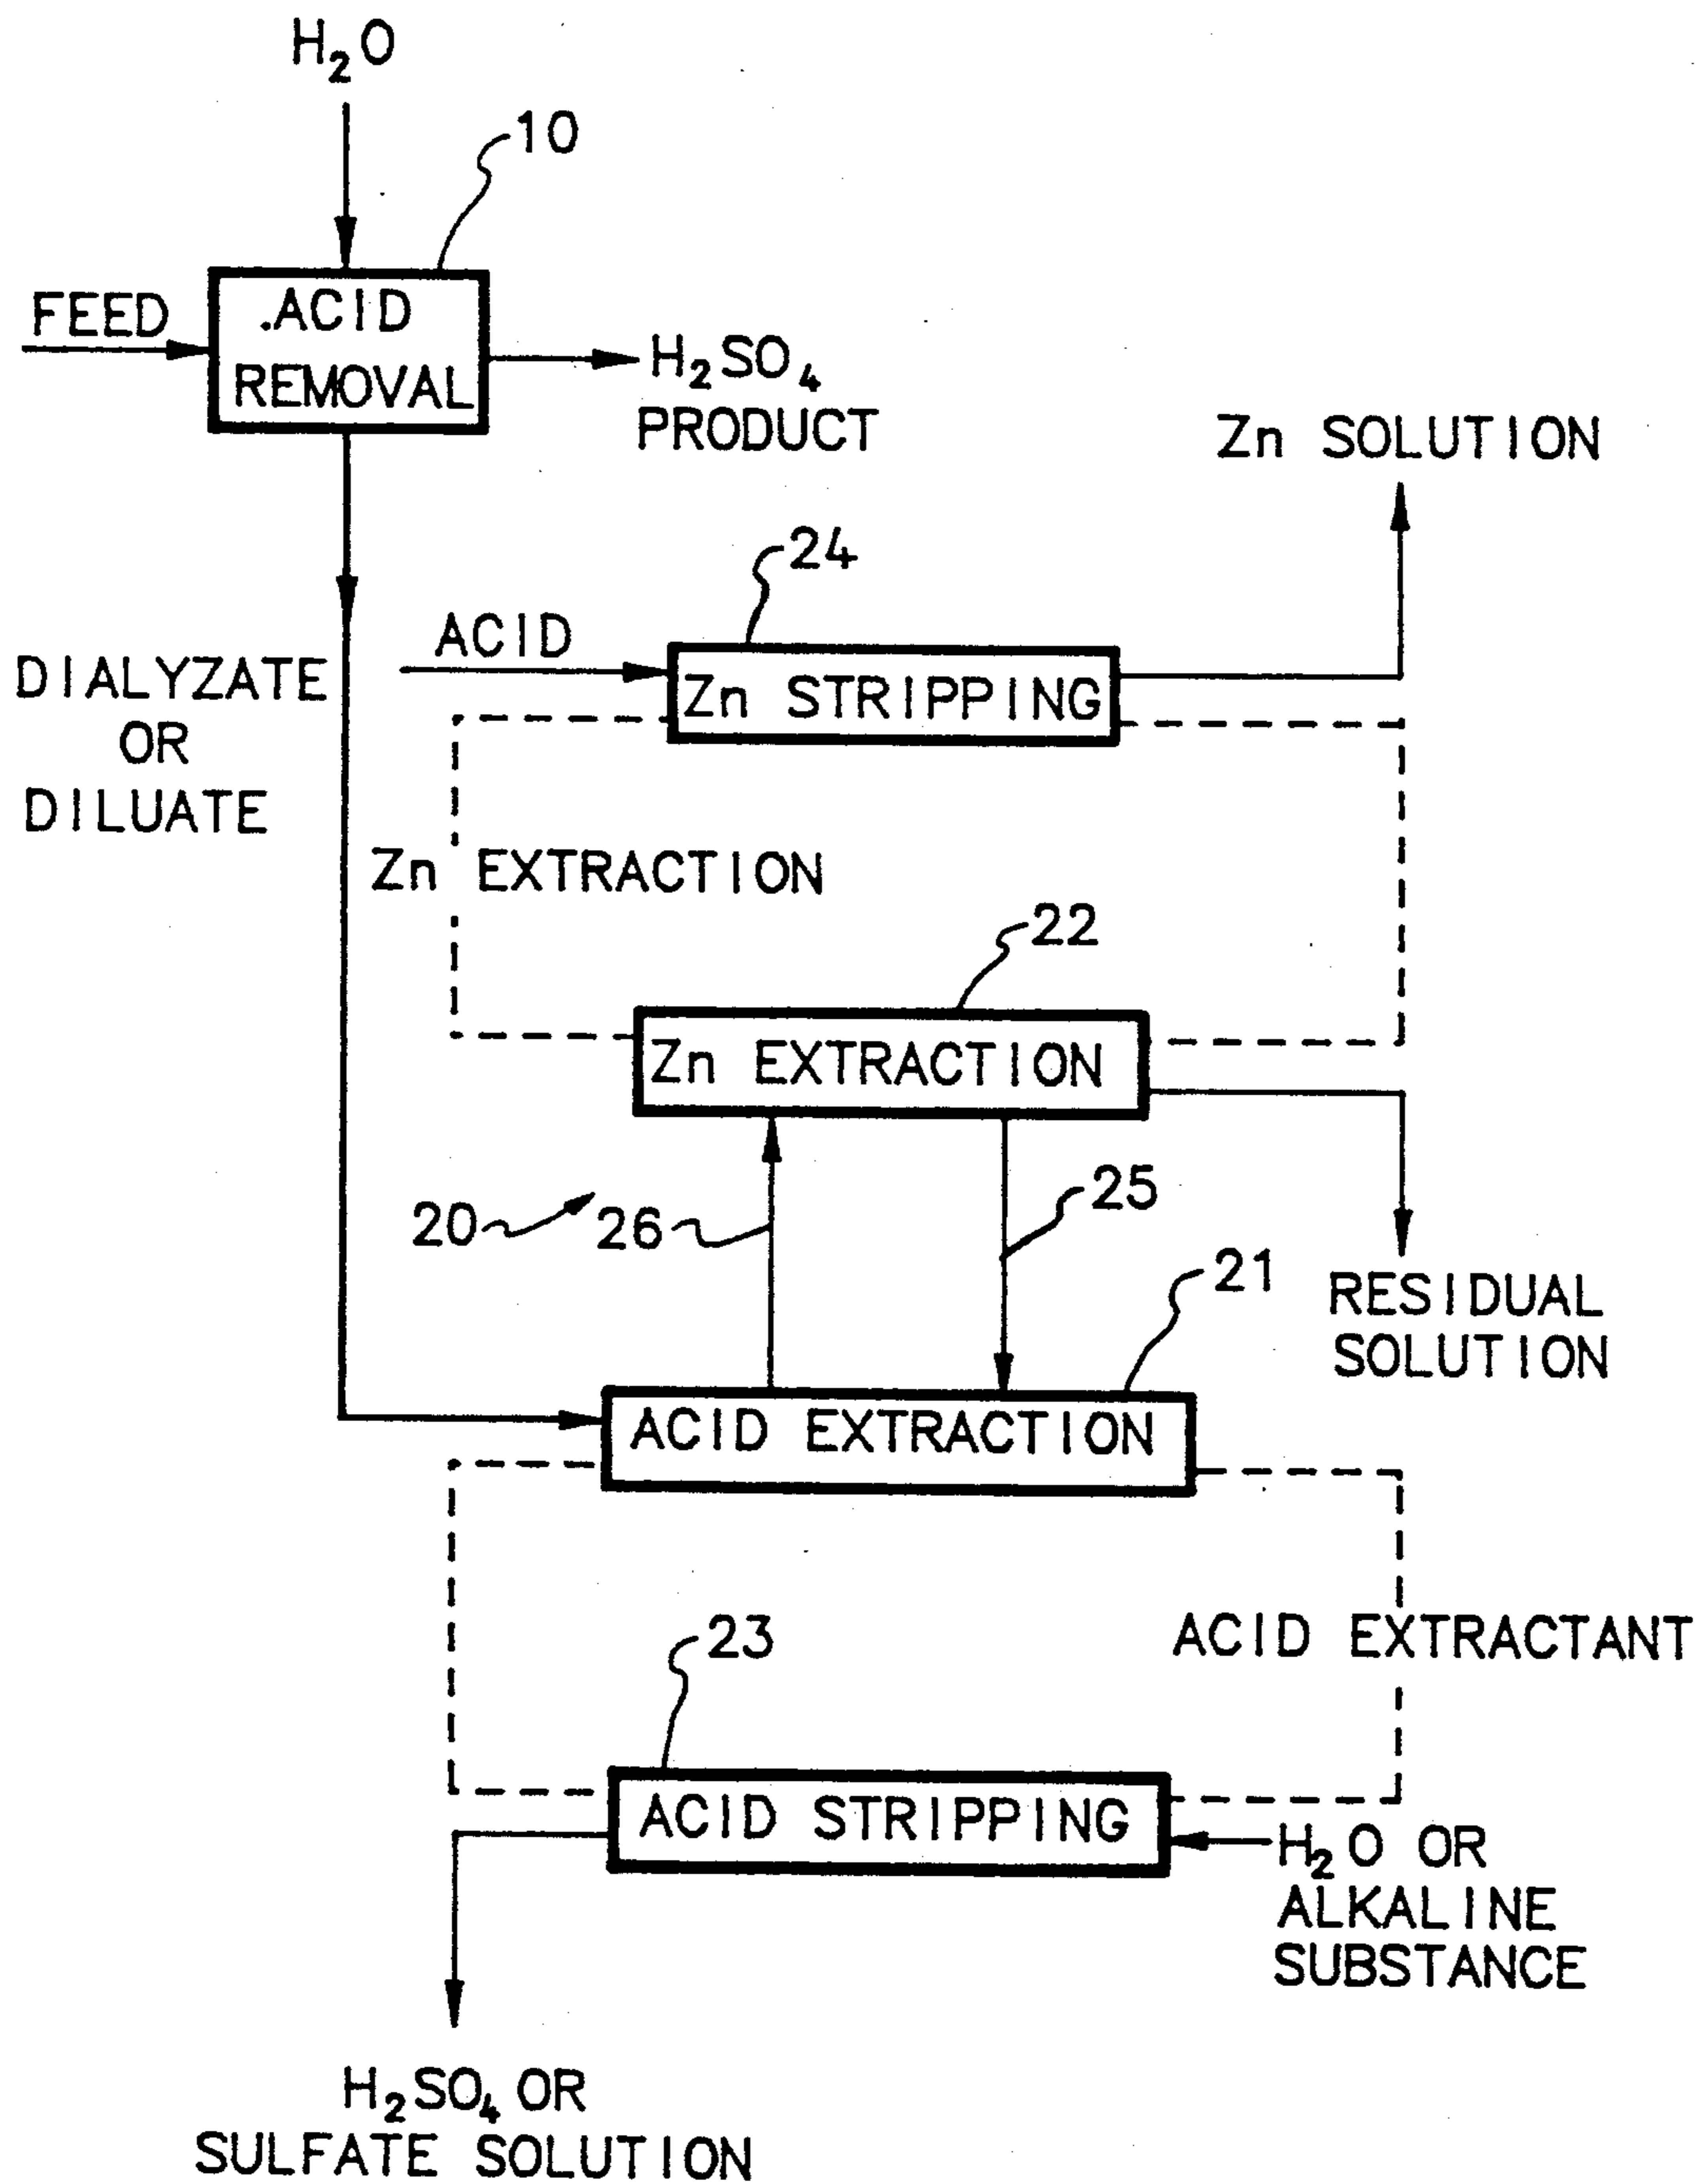 H₂O
10
FEED
.ACID
REMOVAL
H₂SO₄
PRODUCT
Zn SOLUTION
24
ACID
Zn STRIPPING
DIALYZATE
OR
DILUATE
Zn EXTRACTION
22
Zn EXTRACTION
20
26
25
21
RESIDUAL
SOLUTION
ACID EXTRACTION
ACID EXTRACTANT
23
ACID STRIPPING
H₂O OR
ALKALINE
SUBSTANCE
H₂SO₄ OR
SULFATE SOLUTION